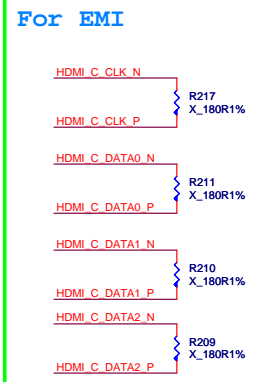 For EMI
HDMI_C_CLK_N
R217
X_180R1%
HDMI_C_CLK_P
HDMI_C_DATA0_N
R211
X_180R1%
HDMI_C_DATA0_P
HDMI_C_DATA1_N
R210
X_180R1%
HDMI_C_DATA1_P
HDMI_C_DATA2_N
R209
X_180R1%
HDMI_C_DATA2_P